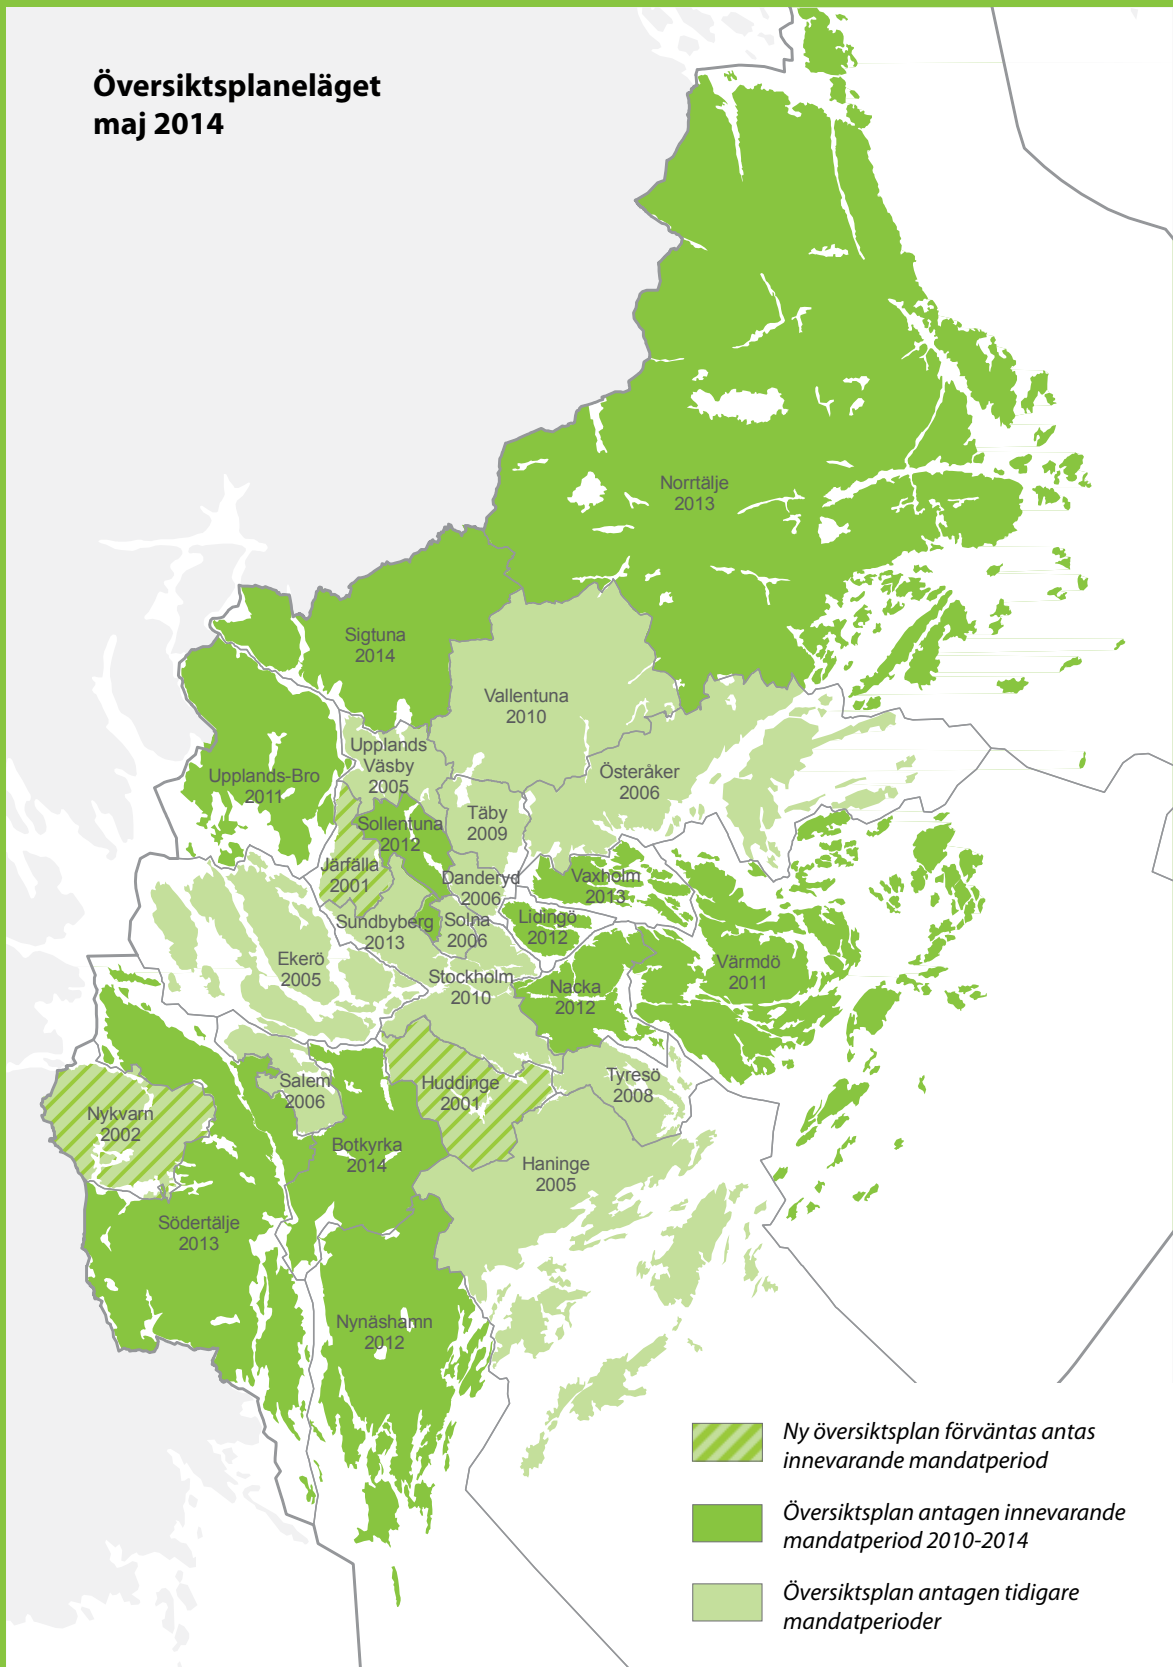 Översiktsplaneläget
maj 2014
Norrtälje
2013
Sigtuna
2014
Vallentuna
2010
Upplands
Väsby
2005
Upplands-Bro
2011
Österåker
2006
Täby
2009
Sollentuna
2012
Järfälla
2001
Danderyd
2006
Vaxholm
2013
Sundbyberg
2013
Solna
2006
Lidingö
2012
Ekerö
2005
Stockholm
2010
Nacka
2012
Värmdö
2011
Salem
2006
Huddinge
2001
Tyresö
2008
Nykvarn
2002
Botkyrka
2014
Haninge
2005
Södertälje
2013
Nynäshamn
2012
Ny översiktsplan förväntas antas
innevarande mandatperiod
Översiktsplan antagen innevarande
mandatperiod 2010-2014
Översiktsplan antagen tidigare
mandatperioder